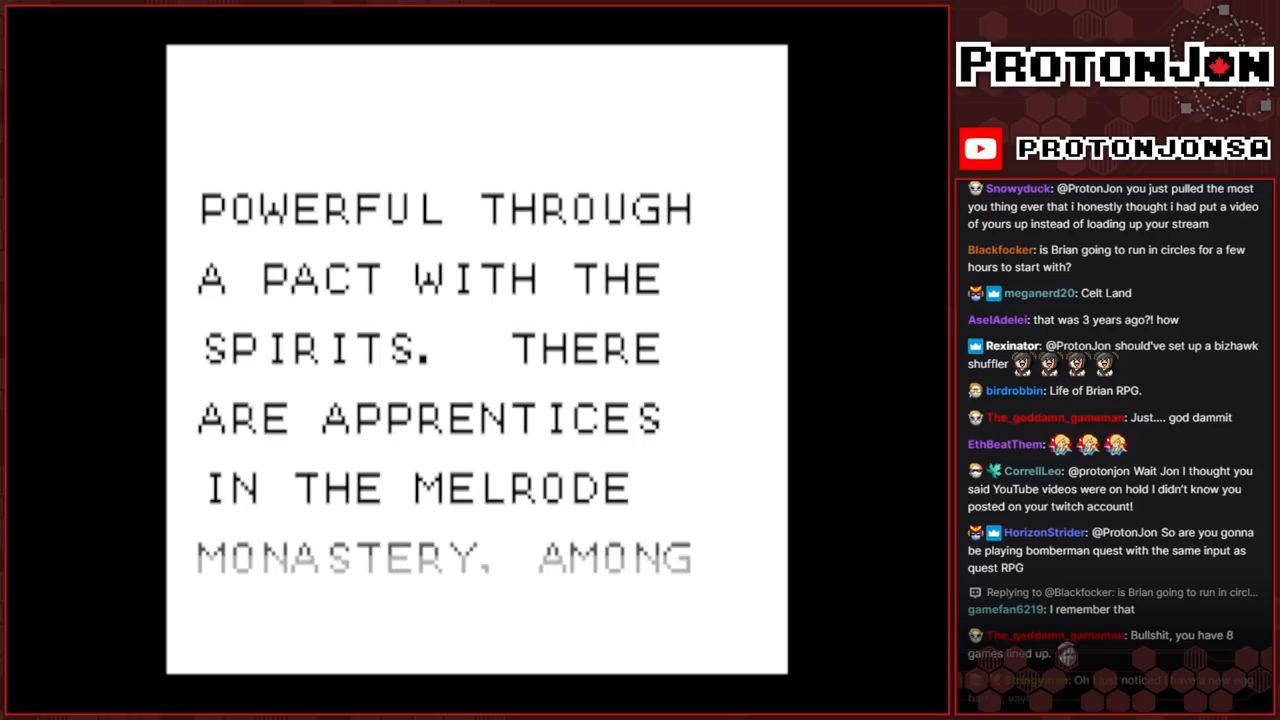 POWERFUL THROUGH
A PACT WITH THE
SPIRITS. THERE
ARE APPRENTICES
IN THE MELRODE
MONASTERY. AMONG
PROTONJON
PROTONJONSA
Snowyduck: @ProtonJon you just pulled the most
you thing ever that i honestly thought i had put a video
of yours up instead of loading up your stream
Blackfocker: is Brian going to run in circles for a few
hours to start with?
meganerd20: Celt Land
AselAdelei: that was 3 years ago?! how
Rexinator: @ProtonJon should've set up a bizhawk
shuffler
birdrobbin: Life of Brian RPG.
The_goddamn_gameman: Just.... god dammit
EthBeatThem:
CorrellLeo: @protonjon Wait Jon I thought you
said YouTube videos were on hold I didn't know you
posted on your twitch account!
HorizonStrider: @ProtonJon So are you gonna
be playing bomberman quest with the same input as
quest RPG
Replying to @Blackfocker: is Brian going to run in circl...
gamefan6219: I remember that
The_goddamn_gameman: Bullshit, you have 8
games lined up.
Stringyman: Oh I just noticed I have a new egg